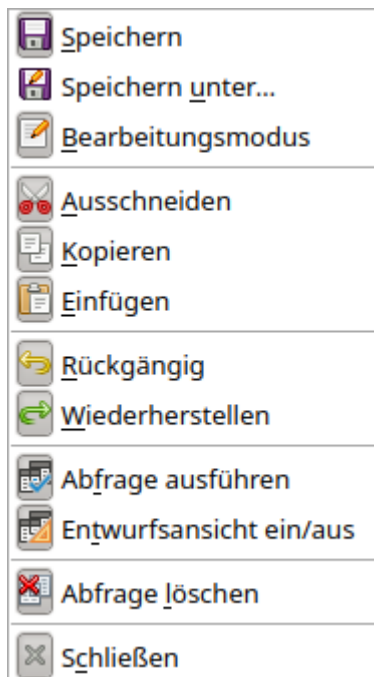 Speichern
Speichern unter...
Bearbeitungsmodus
Ausschneiden
Kopieren
Einfügen
Rückgängig
Wiederherstellen
Abfrage ausführen
Entwurfsansicht ein/aus
Abfrage löschen
Schließen